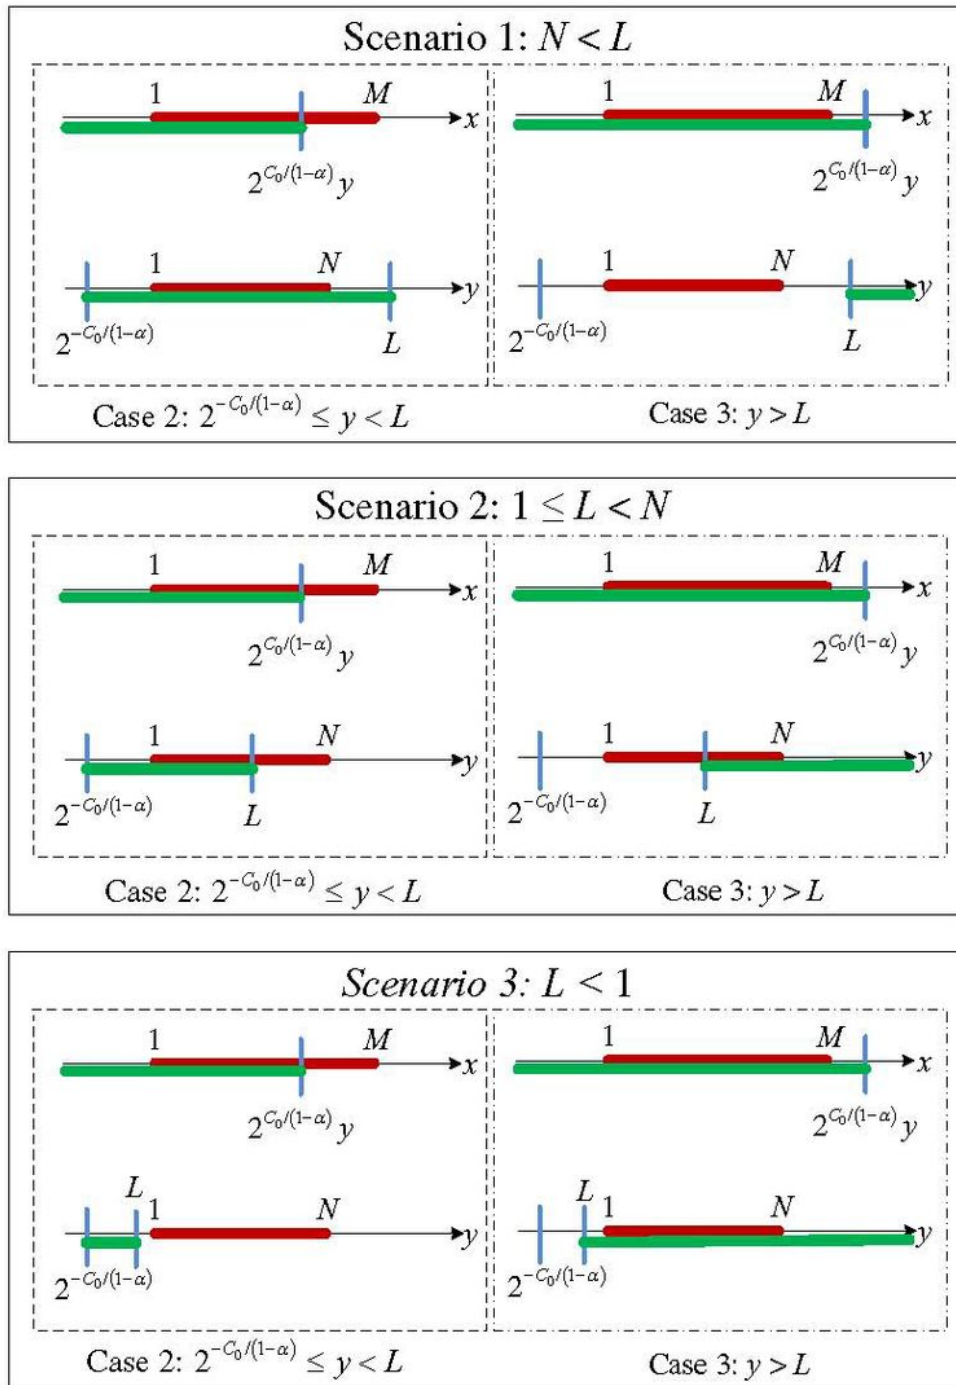 Scenario 1: N < L
1 M x
2^{C_0/(1-α)} y
1 N y
2^{-C_0/(1-α)} L
Case 2: 2^{-C_0/(1-α)} ≤ y < L
1 M x
2^{C_0/(1-α)} y
1 N y
2^{-C_0/(1-α)} L
Case 3: y > L
Scenario 2: 1 ≤ L < N
1 M x
2^{C_0/(1-α)} y
1 N y
2^{-C_0/(1-α)} L
Case 2: 2^{-C_0/(1-α)} ≤ y < L
1 M x
2^{C_0/(1-α)} y
1 N y
2^{-C_0/(1-α)} L
Case 3: y > L
Scenario 3: L < 1
1 M x
2^{C_0/(1-α)} y
L 1 N y
2^{-C_0/(1-α)}
Case 2: 2^{-C_0/(1-α)} ≤ y < L
1 M x
2^{C_0/(1-α)} y
L 1 N y
2^{-C_0/(1-α)}
Case 3: y > L